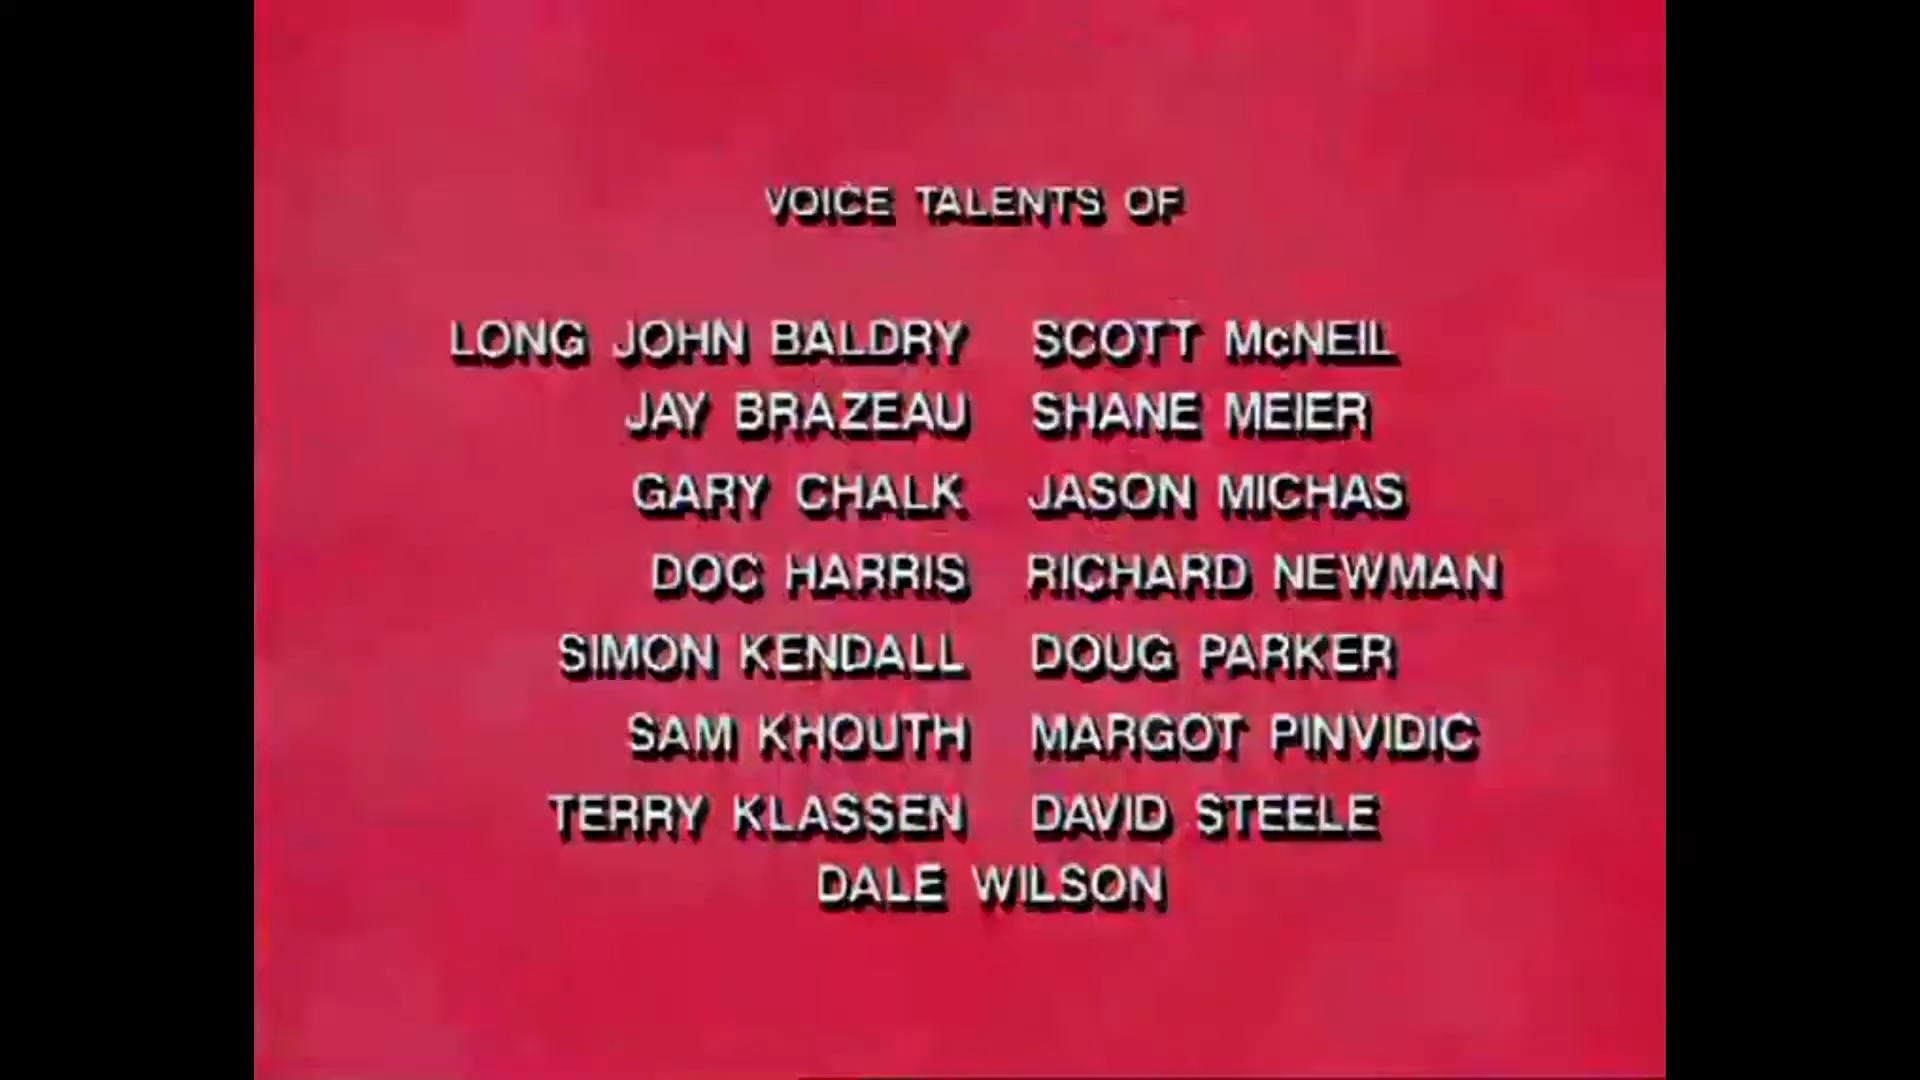 VOICE TALENTS OF
LONG JOHN BALDRY SCOTT McNEIL
JAY BRAZEAU SHANE MEIER
GARY CHALK JASON MICHAS
DOC HARRIS RICHARD NEWMAN
SIMON KENDALL DOUG PARKER
SAM KHOUTH MARGOT PINVIDIC
TERRY KLASSEN DAVID STEELE
DALE WILSON